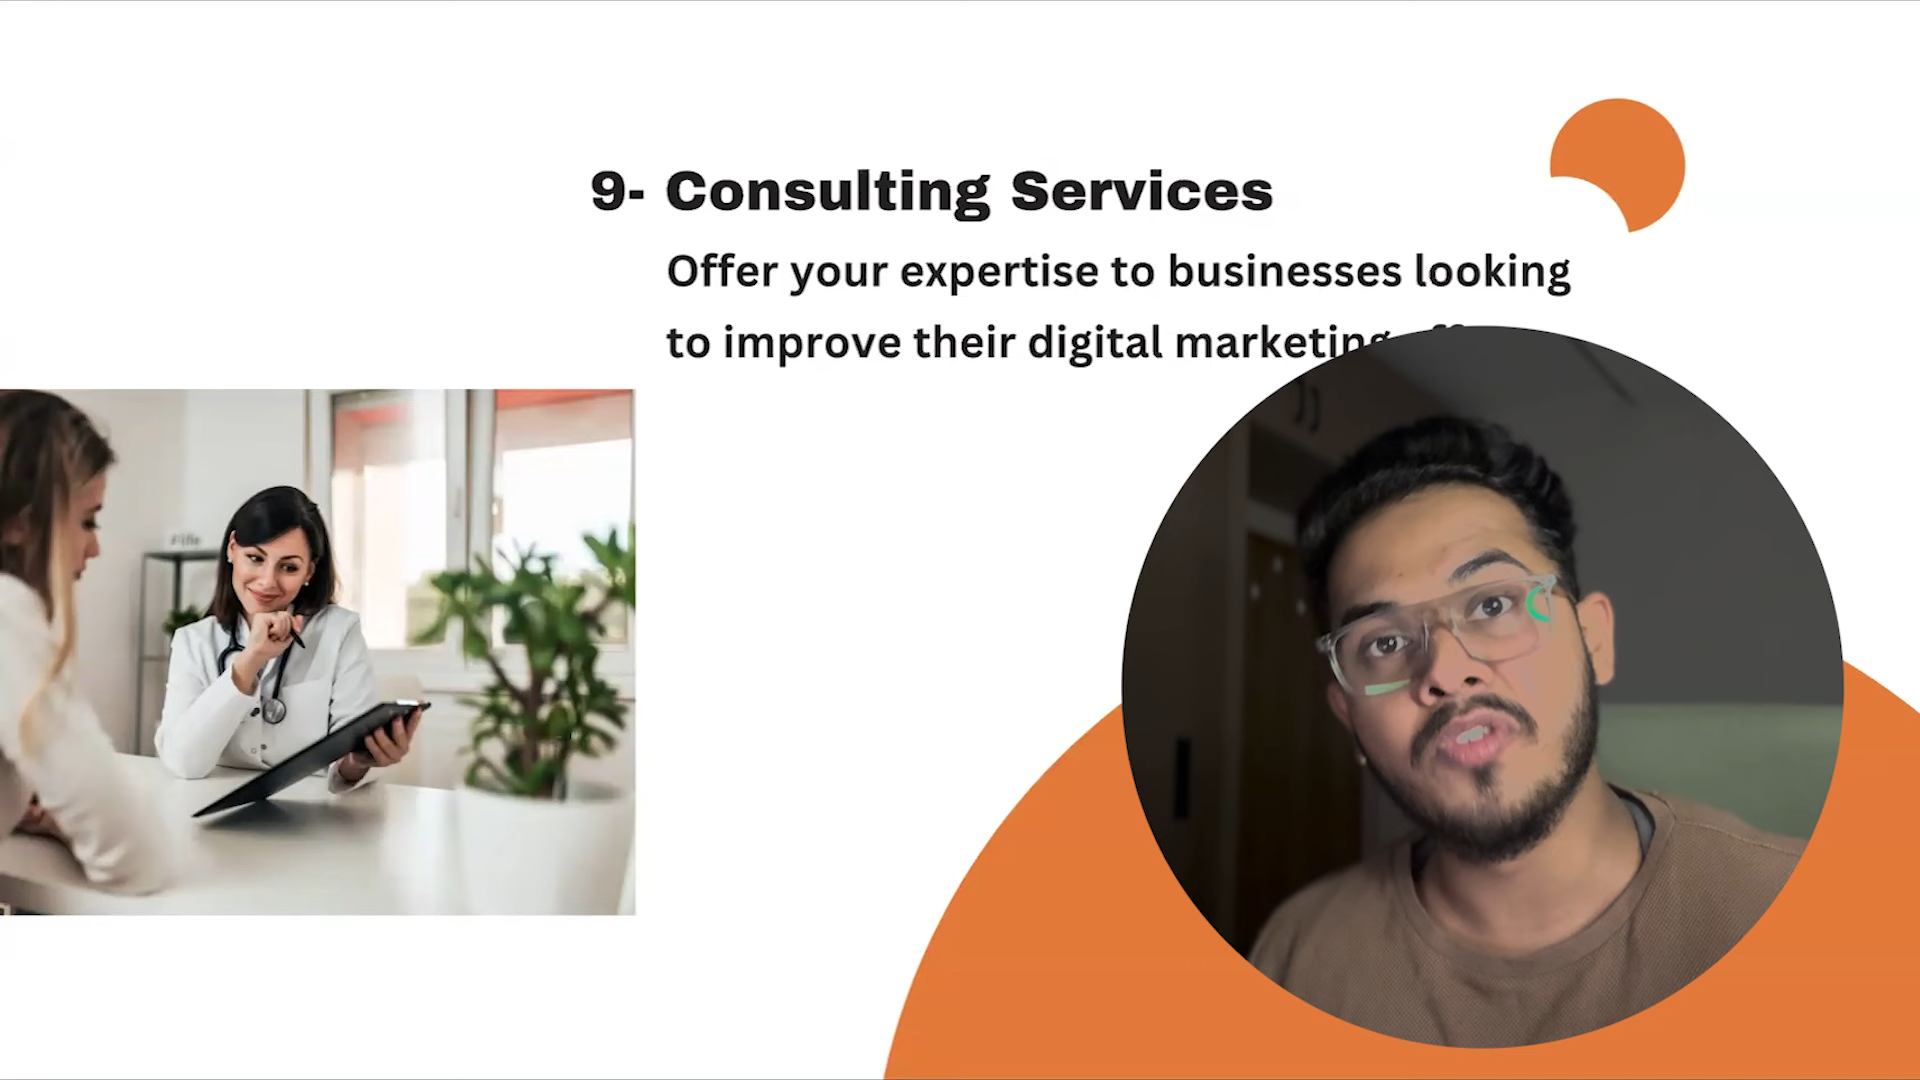 9- Consulting Services
Offer your expertise to businesses looking
to improve their digital marketing